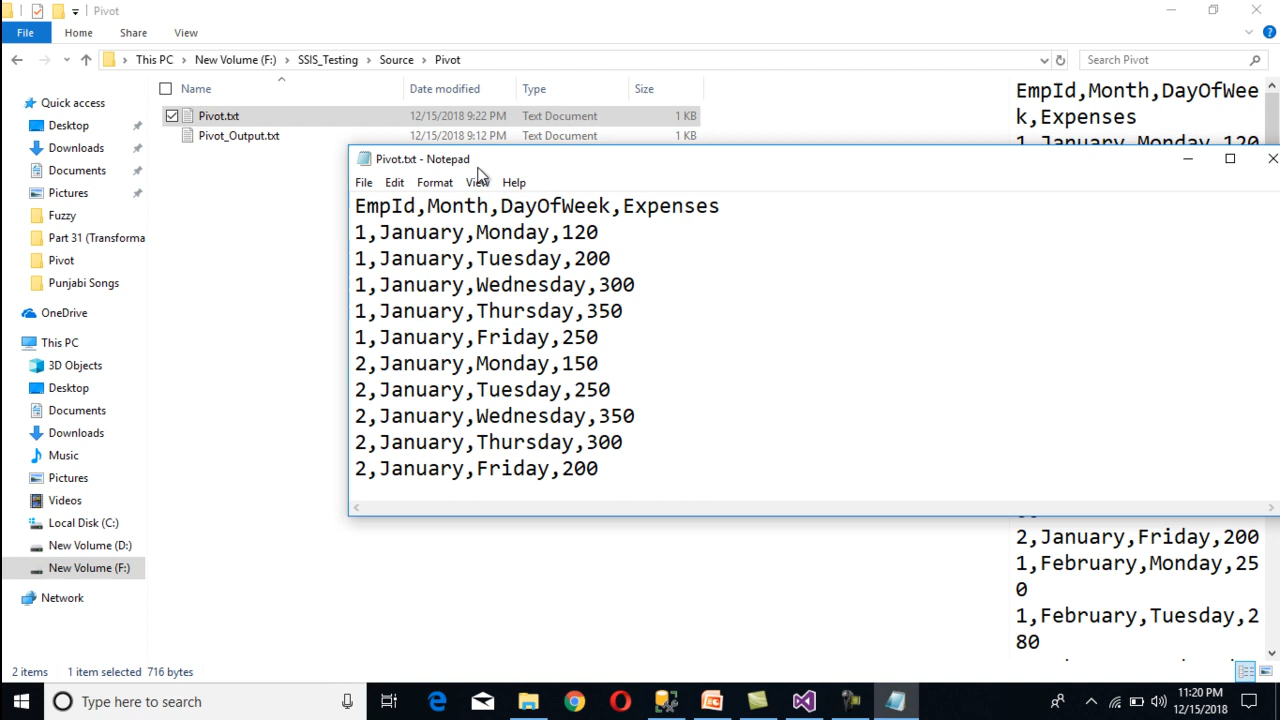 Pivot
File Home Share View
This PC New Volume (F:) SSIS_Testing Source Pivot
Search Pivot
Name Date modified Type Size
Pivot.txt 12/15/2018 9:22 PM Text Document 1 KB
Pivot_Output.txt 12/15/2018 9:12 PM Text Document 1 KB
Quick access
Desktop
Downloads
Documents
Pictures
Fuzzy
Part 31 (Transforma
Pivot
Punjabi Songs
OneDrive
This PC
3D Objects
Desktop
Documents
Downloads
Music
Pictures
Videos
Local Disk (C:)
New Volume (D:)
New Volume (F:)
Network
Pivot.txt - Notepad
File Edit Format View Help
EmpId,Month,DayOfWeek,Expenses
1,January,Monday,120
1,January,Tuesday,200
1,January,Wednesday,300
1,January,Thursday,350
1,January,Friday,250
2,January,Monday,150
2,January,Tuesday,250
2,January,Wednesday,350
2,January,Thursday,300
2,January,Friday,200
EmpId,Month,DayOfWee
k,Expenses
1,January,Monday,120
2,January,Friday,200
1,February,Monday,25
0
1,February,Tuesday,2
80
2 items 1 item selected 716 bytes
Type here to search
11:20 PM
12/15/2018